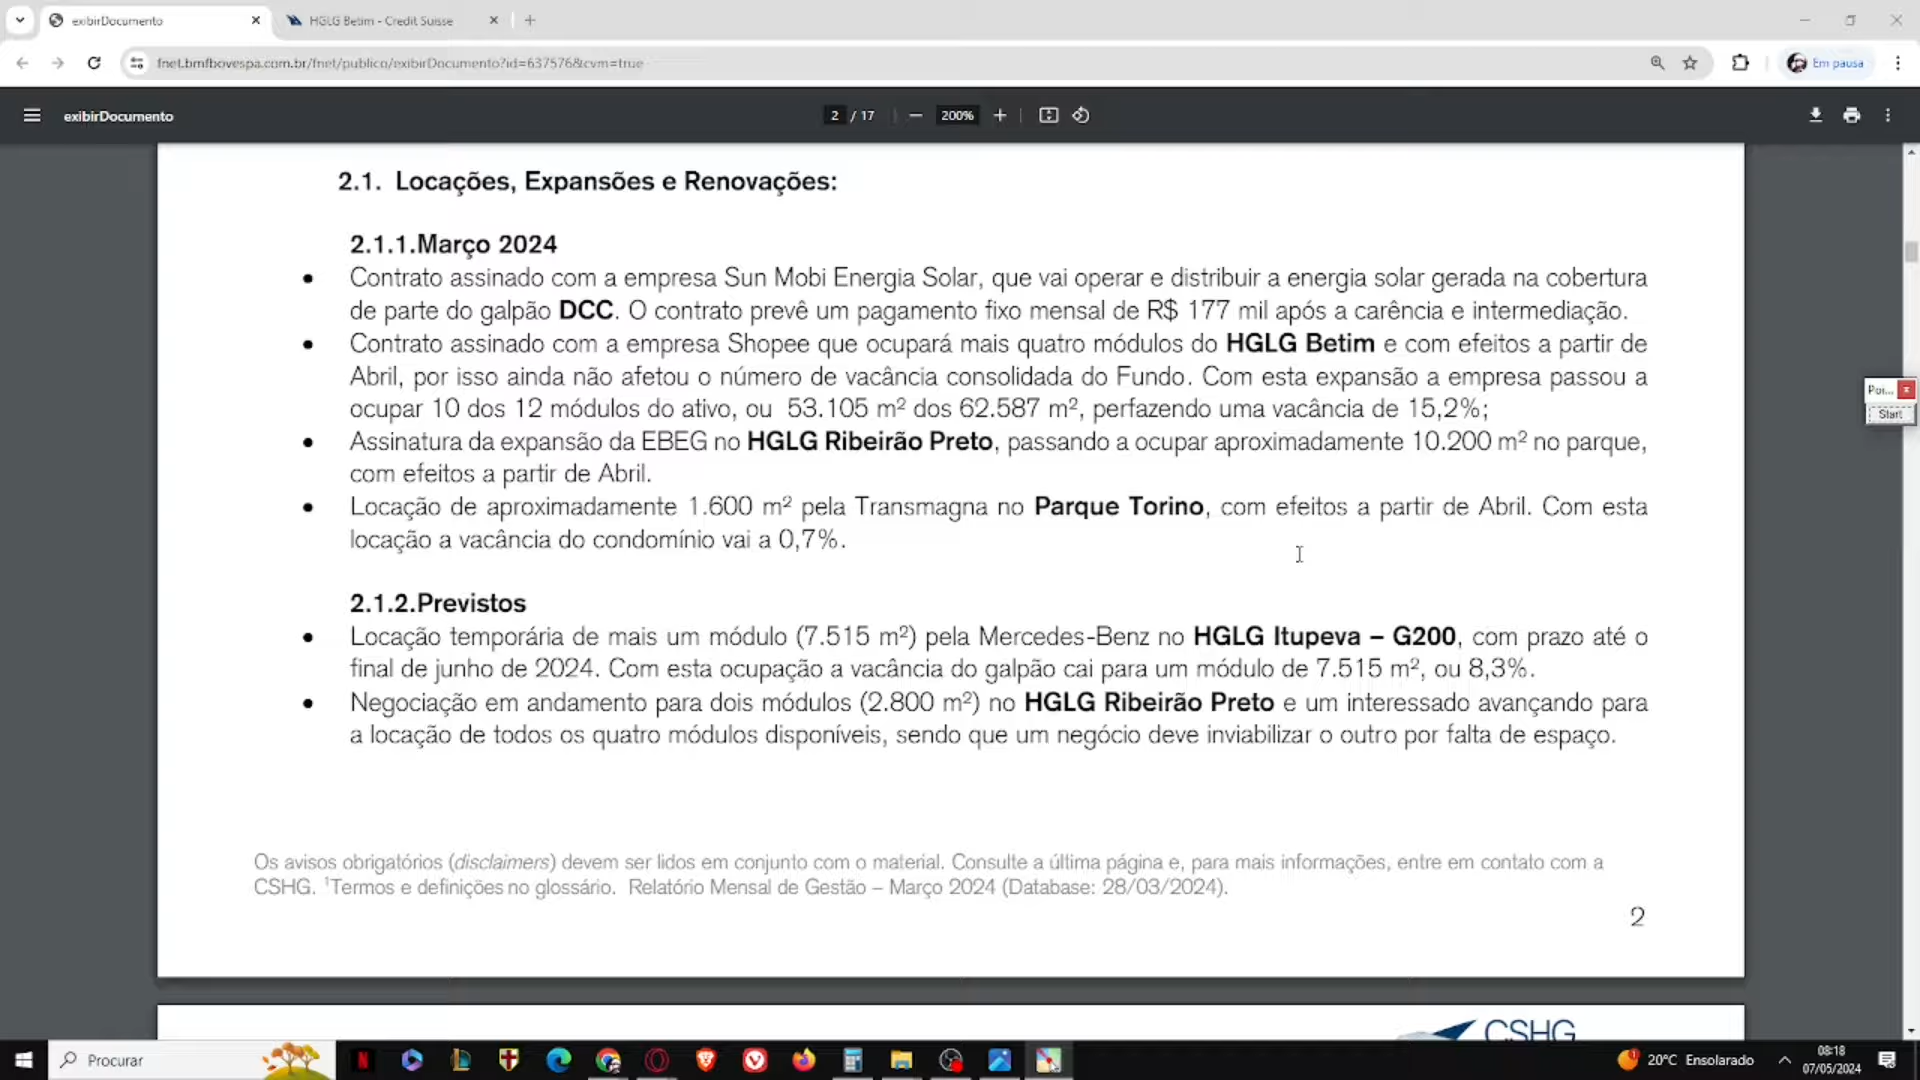 exibirDocumento
HGLG Betim - Credit Suisse
fnet.bmfbovespa.com.br/fnet/publico/exibirDocumento?id=637576&cvm=true
Em pausa
exibirDocumento
2 / 17
200%
2.1. Locações, Expansões e Renovações:
2.1.1.Março 2024
• Contrato assinado com a empresa Sun Mobi Energia Solar, que vai operar e distribuir a energia solar gerada na cobertura
de parte do galpão DCC. O contrato prevê um pagamento fixo mensal de R$ 177 mil após a carência e intermediação.
• Contrato assinado com a empresa Shopee que ocupará mais quatro módulos do HGLG Betim e com efeitos a partir de
Abril, por isso ainda não afetou o número de vacância consolidada do Fundo. Com esta expansão a empresa passou a
ocupar 10 dos 12 módulos do ativo, ou 53.105 m² dos 62.587 m², perfazendo uma vacância de 15,2%;
• Assinatura da expansão da EBEG no HGLG Ribeirão Preto, passando a ocupar aproximadamente 10.200 m² no parque,
com efeitos a partir de Abril.
• Locação de aproximadamente 1.600 m² pela Transmagna no Parque Torino, com efeitos a partir de Abril. Com esta
locação a vacância do condomínio vai a 0,7%.
2.1.2.Previstos
• Locação temporária de mais um módulo (7.515 m²) pela Mercedes-Benz no HGLG Itupeva – G200, com prazo até o
final de junho de 2024. Com esta ocupação a vacância do galpão cai para um módulo de 7.515 m², ou 8,3%.
• Negociação em andamento para dois módulos (2.800 m²) no HGLG Ribeirão Preto e um interessado avançando para
a locação de todos os quatro módulos disponíveis, sendo que um negócio deve inviabilizar o outro por falta de espaço.
Os avisos obrigatórios (disclaimers) devem ser lidos em conjunto com o material. Consulte a última página e, para mais informações, entre em contato com a
CSHG. ¹Termos e definições no glossário. Relatório Mensal de Gestão – Março 2024 (Database: 28/03/2024).
2
CSHG
Poi...
Start
Procurar
20°C Ensolarado
08:18
07/05/2024